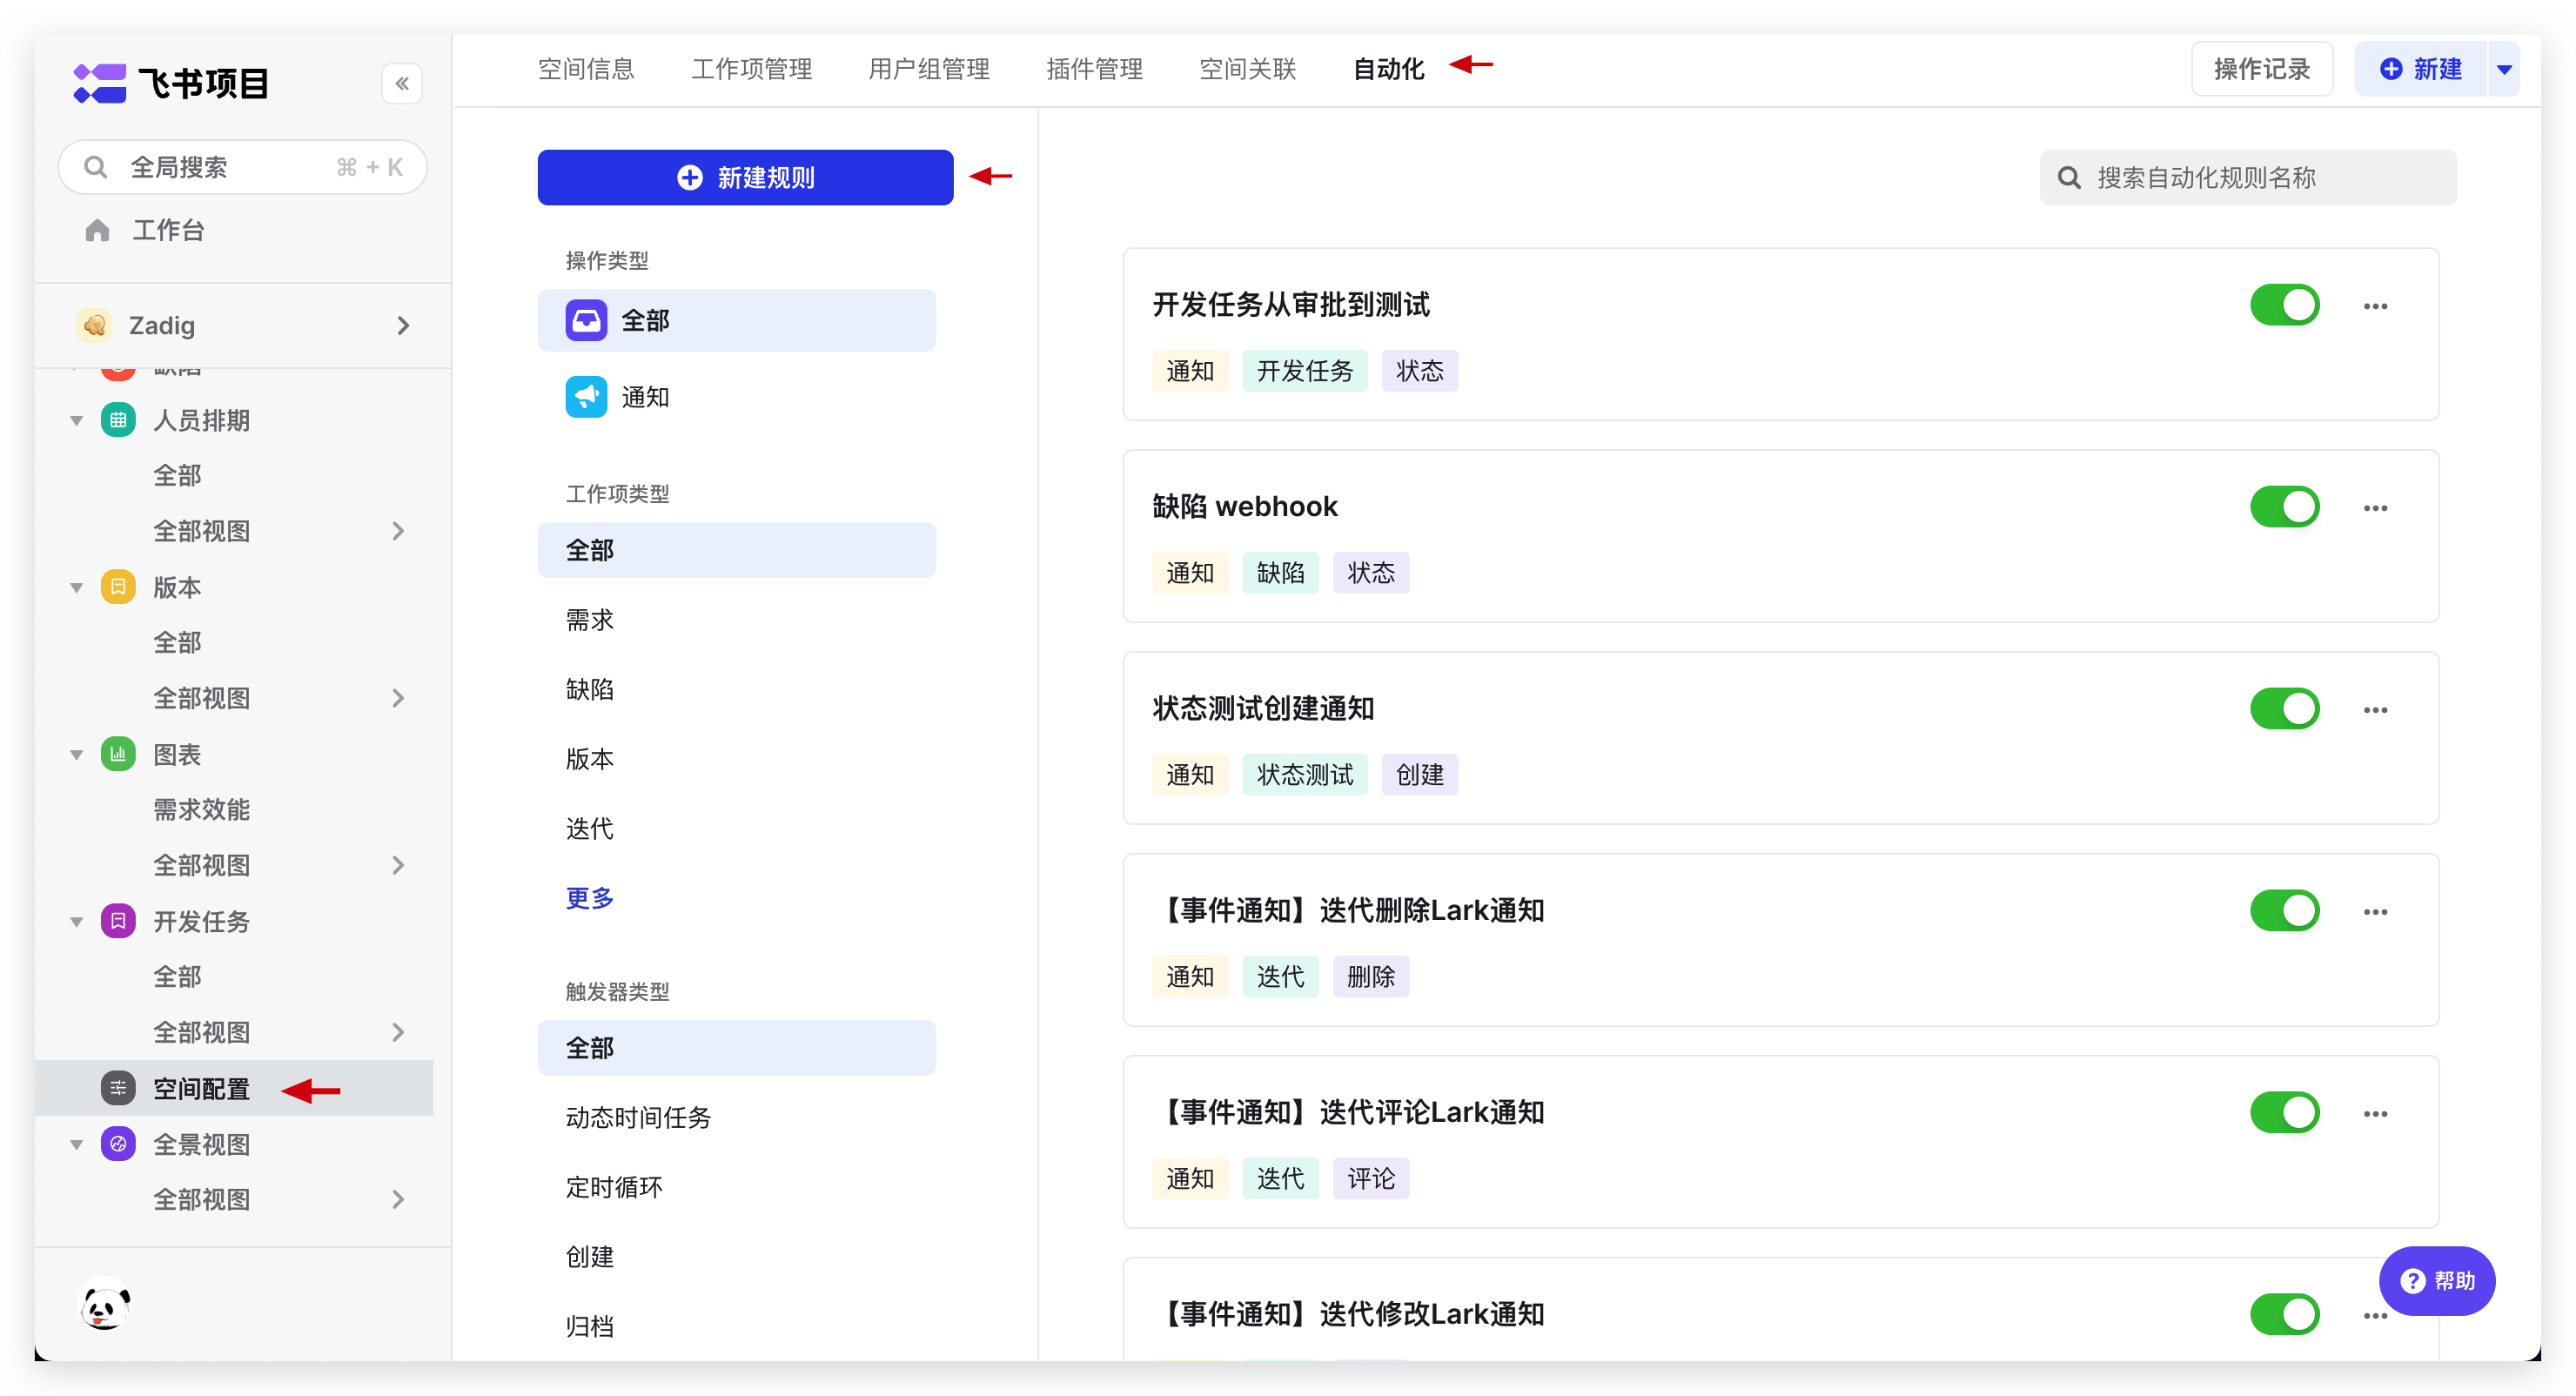 飞书项目
全局搜索
⌘ + K
工作台
Zadig
缺陷
人员排期
全部
全部视图
版本
全部
全部视图
图表
需求效能
全部视图
开发任务
全部
全部视图
空间配置
全景视图
全部视图
空间信息
工作项管理
用户组管理
插件管理
空间关联
自动化
操作记录
新建
新建规则
操作类型
全部
通知
工作项类型
全部
需求
缺陷
版本
迭代
更多
触发器类型
全部
动态时间任务
定时循环
创建
归档
搜索自动化规则名称
开发任务从审批到测试
通知 开发任务 状态
缺陷 webhook
通知 缺陷 状态
状态测试创建通知
通知 状态测试 创建
【事件通知】迭代删除Lark通知
通知 迭代 删除
【事件通知】迭代评论Lark通知
通知 迭代 评论
【事件通知】迭代修改Lark通知
帮助